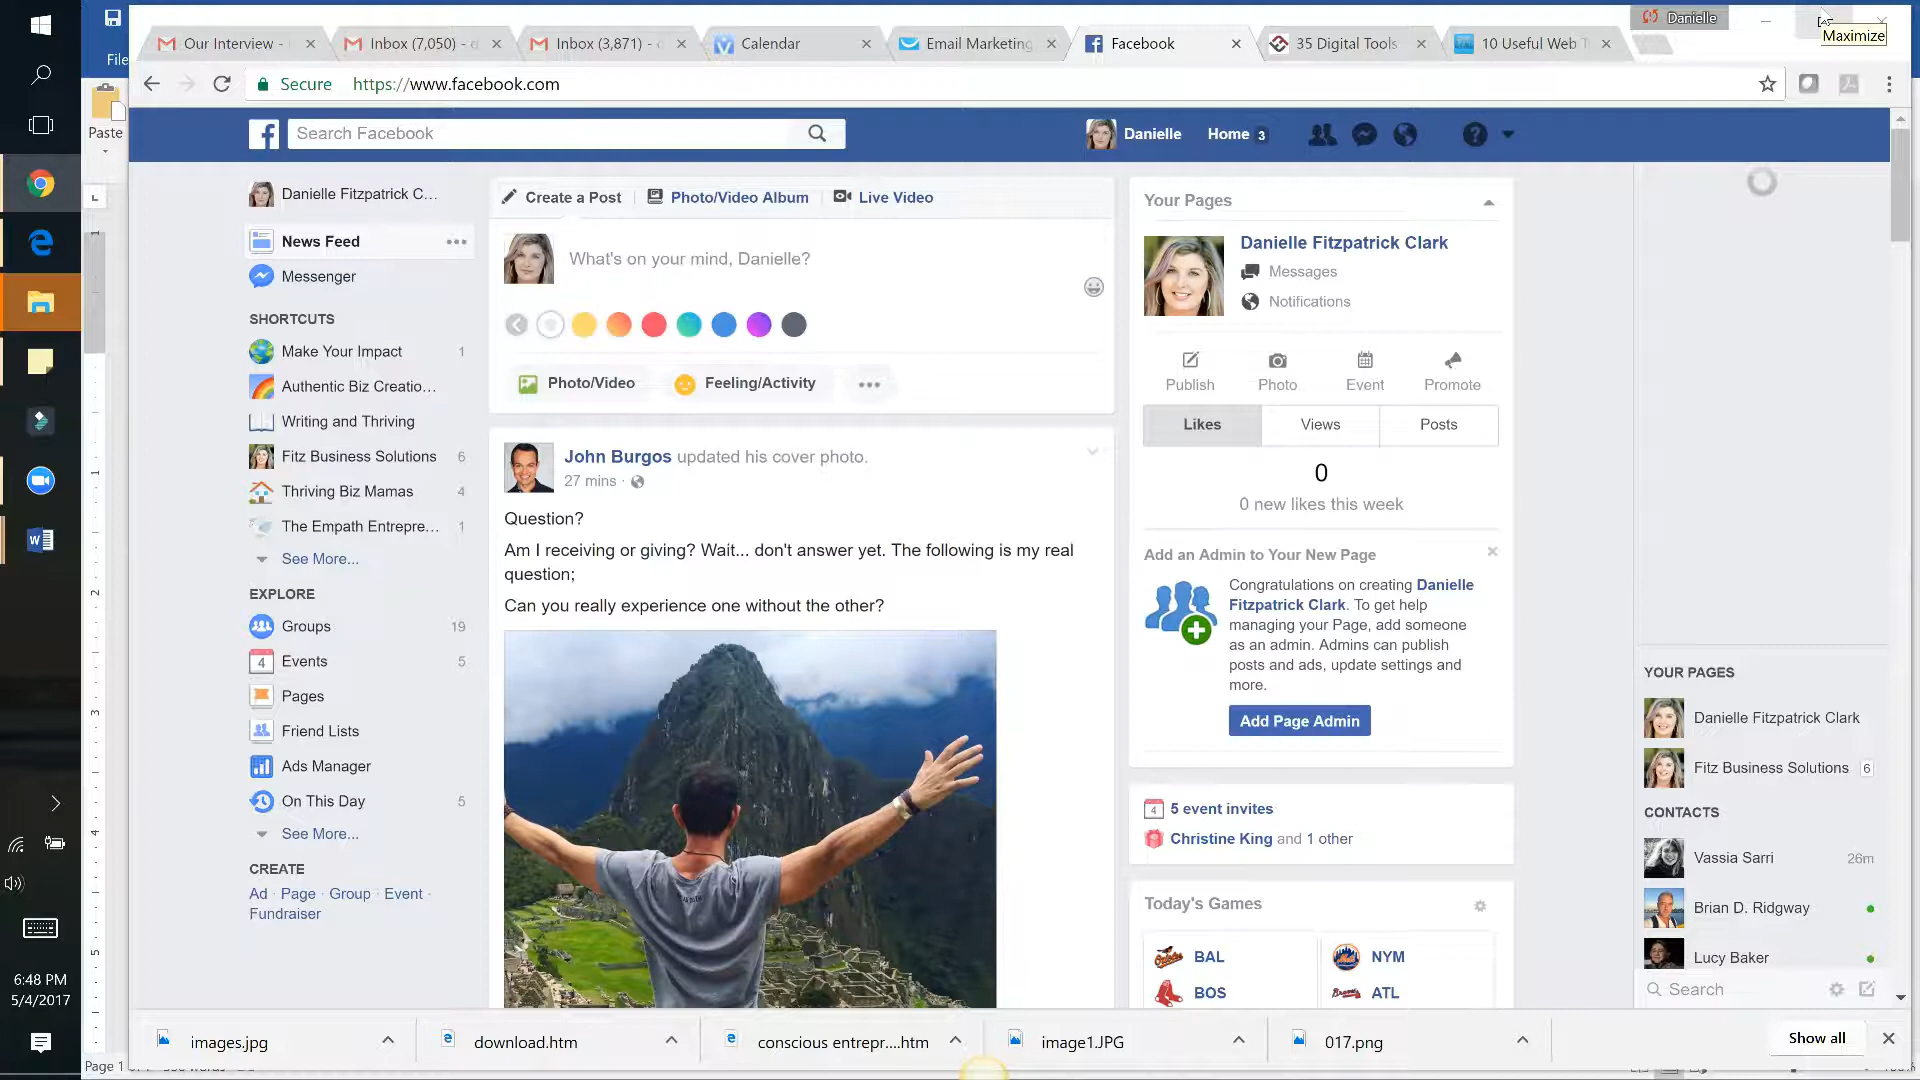 Danielle
Maximize
Our Interview -
Inbox (7,050) -
Inbox (3,871) -
Calendar
Email Marketing
Facebook
35 Digital Tools
10 Useful Web T
File
Secure https://www.facebook.com
Paste
Search Facebook
Danielle
Home 3
Danielle Fitzpatrick C...
News Feed
Messenger
SHORTCUTS
Make Your Impact 1
Authentic Biz Creatio...
Writing and Thriving
Fitz Business Solutions 6
Thriving Biz Mamas 4
The Empath Entrepre... 1
See More...
EXPLORE
Groups 19
4 Events 5
Pages
Friend Lists
Ads Manager
On This Day 5
See More...
CREATE
Ad · Page · Group · Event ·
Fundraiser
Create a Post
Photo/Video Album
Live Video
What's on your mind, Danielle?
Photo/Video
Feeling/Activity
John Burgos updated his cover photo.
27 mins ·
Question?
Am I receiving or giving? Wait... don't answer yet. The following is my real
question;
Can you really experience one without the other?
Your Pages
Danielle Fitzpatrick Clark
Messages
Notifications
Publish
Photo
Event
Promote
Likes
Views
Posts
0
0 new likes this week
Add an Admin to Your New Page
Congratulations on creating Danielle
Fitzpatrick Clark. To get help
managing your Page, add someone
as an admin. Admins can publish
posts and ads, update settings and
more.
Add Page Admin
4 5 event invites
Christine King and 1 other
Today's Games
BAL
NYM
BOS
ATL
YOUR PAGES
Danielle Fitzpatrick Clark
Fitz Business Solutions 6
CONTACTS
Vassia Sarri 26m
Brian D. Ridgway
Lucy Baker
Search
1
1
2
3
4
5
6:48 PM
5/4/2017
images.jpg
download.htm
conscious entrepr....htm
image1.JPG
017.png
Show all
Page 1